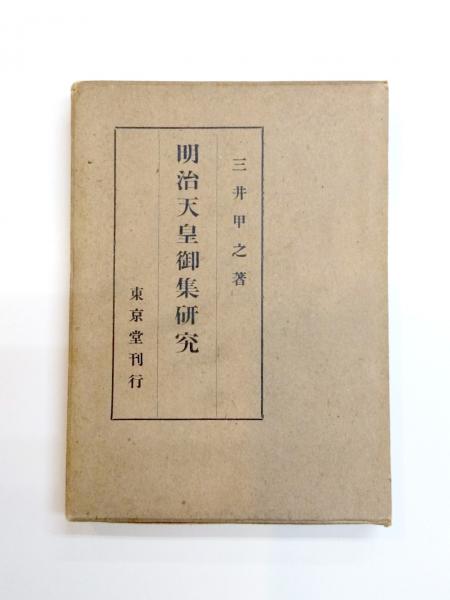 三井甲之著
明治天皇御集研究
東京堂刊行